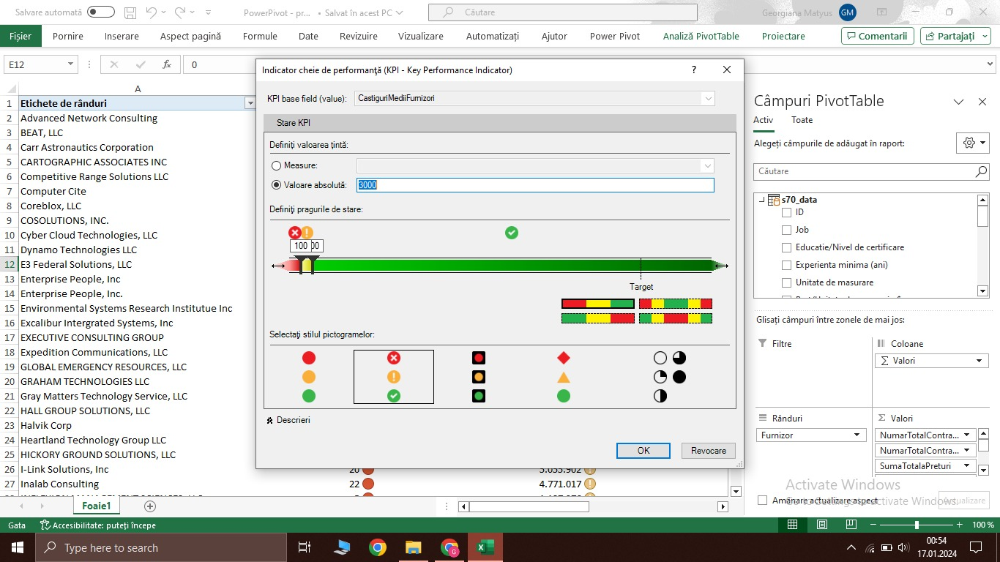 Salvare automată
PowerPivot - pr... • Salvat în acest PC
Căutare
Georgiana Matyus
GM
Fișier Pornire Inserare Aspect pagină Formule Date Revizuire Vizualizare Automatizați Ajutor Power Pivot Analiză PivotTable Proiectare
Comentarii
Partajați
E12
fx
0
A
1 Etichete de rânduri
2 Advanced Network Consulting
3 BEAT, LLC
4 Carr Astronautics Corporation
5 CARTOGRAPHIC ASSOCIATES INC
6 Competitive Range Solutions LLC
7 Computer Cite
8 Coreblox, LLC
9 COSOLUTIONS, INC.
10 Cyber Cloud Technologies, LLC
11 Dynamo Technologies LLC
12 E3 Federal Solutions, LLC
13 Enterprise People, Inc
14 Enterprise People, Inc.
15 Environmental Systems Research Institutue Inc
16 Excalibur Intergrated Systems, Inc
17 EXECUTIVE CONSULTING GROUP
18 Expedition Communications, LLC
19 GLOBAL EMERGENCY RESOURCES, LLC
20 GRAHAM TECHNOLOGIES LLC
21 Gray Matters Technology Service, LLC
22 HALL GROUP SOLUTIONS, LLC
23 Halvik Corp
24 Heartland Technology Group LLC
25 HICKORY GROUND SOLUTIONS, LLC
26 I-Link Solutions, Inc 20 5.055.902
27 Inalab Consulting 22 4.771.017
Indicator cheie de performanţă (KPI - Key Performance Indicator)
?
KPI base field (value): CastiguriMediiFurnizori
Stare KPI
Definiţi valoarea ţintă:
Measure:
Valoare absolută: 3000
Definiţi pragurile de stare:
100
Target
Selectaţi stilul pictogramelor:
Descrieri
OK
Revocare
Câmpuri PivotTable
Activ Toate
Alegeți câmpurile de adăugat în raport:
Căutare
s70_data
ID
Job
Educatie/Nivel de certificare
Experienta minima (ani)
Unitate de masurare
Glisați câmpuri între zonele de mai jos:
Filtre
Coloane
Σ Valori
Rânduri
Furnizor
Σ Valori
NumarTotalContra...
NumarTotalContra...
SumaTotalaPreturi
Amânare actualizare aspect
Actualizare
Activate Windows
Go to Settings to activate Windows.
Foaie1
Gata
Accesibilitate: puteți începe
100 %
Type here to search
G
00:54
17.01.2024